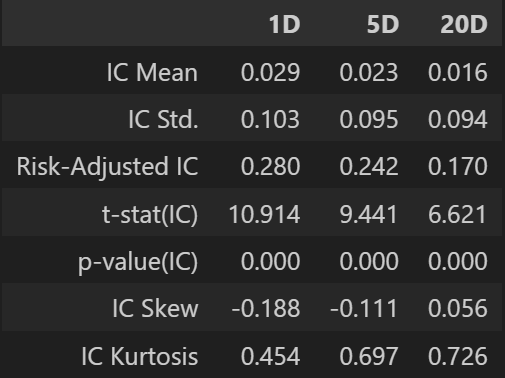 1D 5D 20D
IC Mean 0.029 0.023 0.016
IC Std. 0.103 0.095 0.094
Risk-Adjusted IC 0.280 0.242 0.170
t-stat(IC) 10.914 9.441 6.621
p-value(IC) 0.000 0.000 0.000
IC Skew -0.188 -0.111 0.056
IC Kurtosis 0.454 0.697 0.726